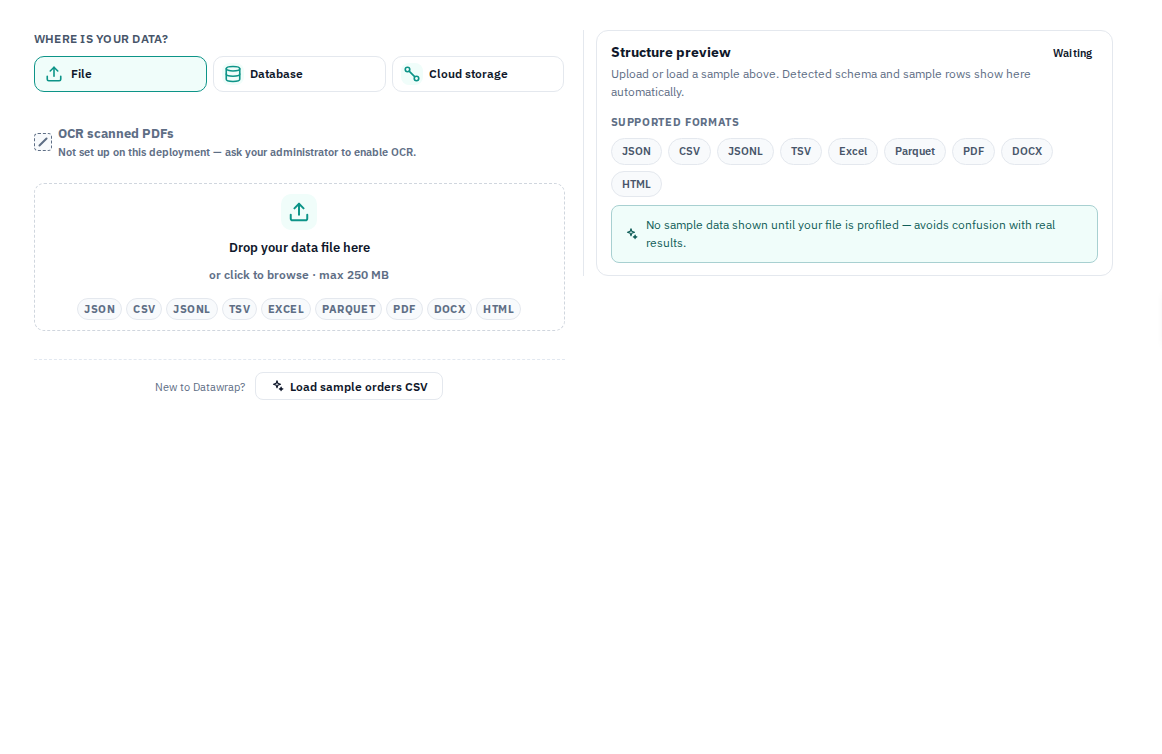 WHERE IS YOUR DATA?
File
Database
Cloud storage
OCR scanned PDFs
Not set up on this deployment — ask your administrator to enable OCR.
Drop your data file here
or click to browse · max 250 MB
JSON CSV JSONL TSV EXCEL PARQUET PDF DOCX HTML
New to Datawrap?
Load sample orders CSV
Structure preview
Waiting
Upload or load a sample above. Detected schema and sample rows show here
automatically.
SUPPORTED FORMATS
JSON CSV JSONL TSV Excel Parquet PDF DOCX
HTML
No sample data shown until your file is profiled — avoids confusion with real
results.